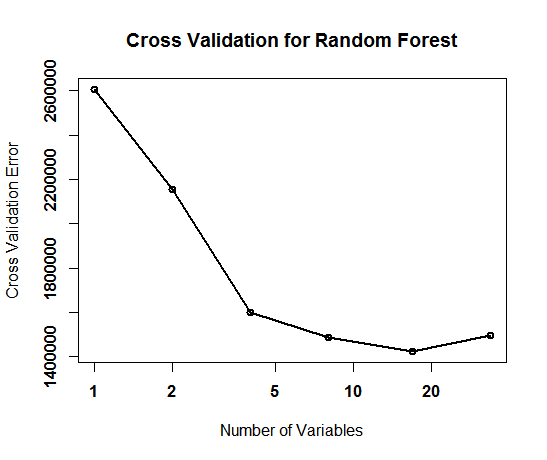 Cross Validation for Random Forest
Cross Validation Error
2600000
2200000
1800000
1400000
1 2 5 10 20
Number of Variables